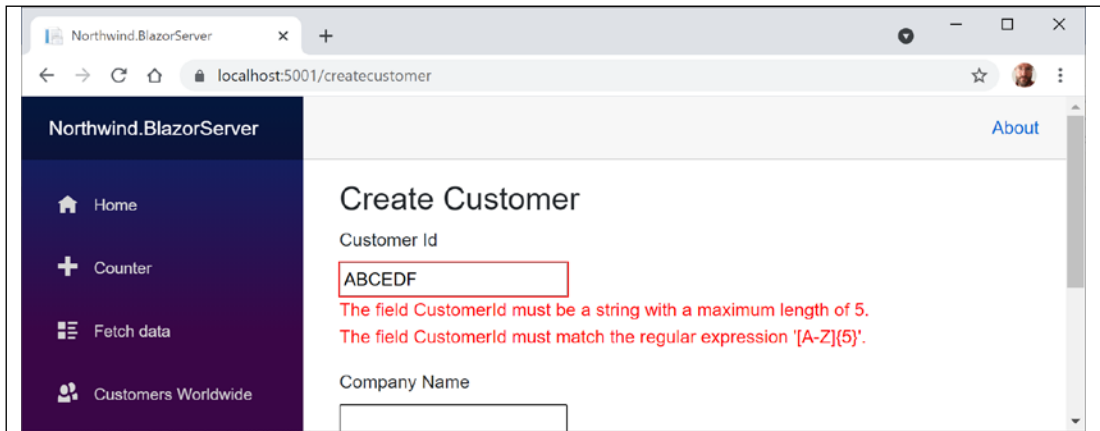 Northwind.BlazorServer
localhost:5001/createcustomer
Northwind.BlazorServer
About
Home
Counter
Fetch data
Customers Worldwide
Create Customer
Customer Id
ABCEDF
The field CustomerId must be a string with a maximum length of 5.
The field CustomerId must match the regular expression '[A-Z]{5}'.
Company Name